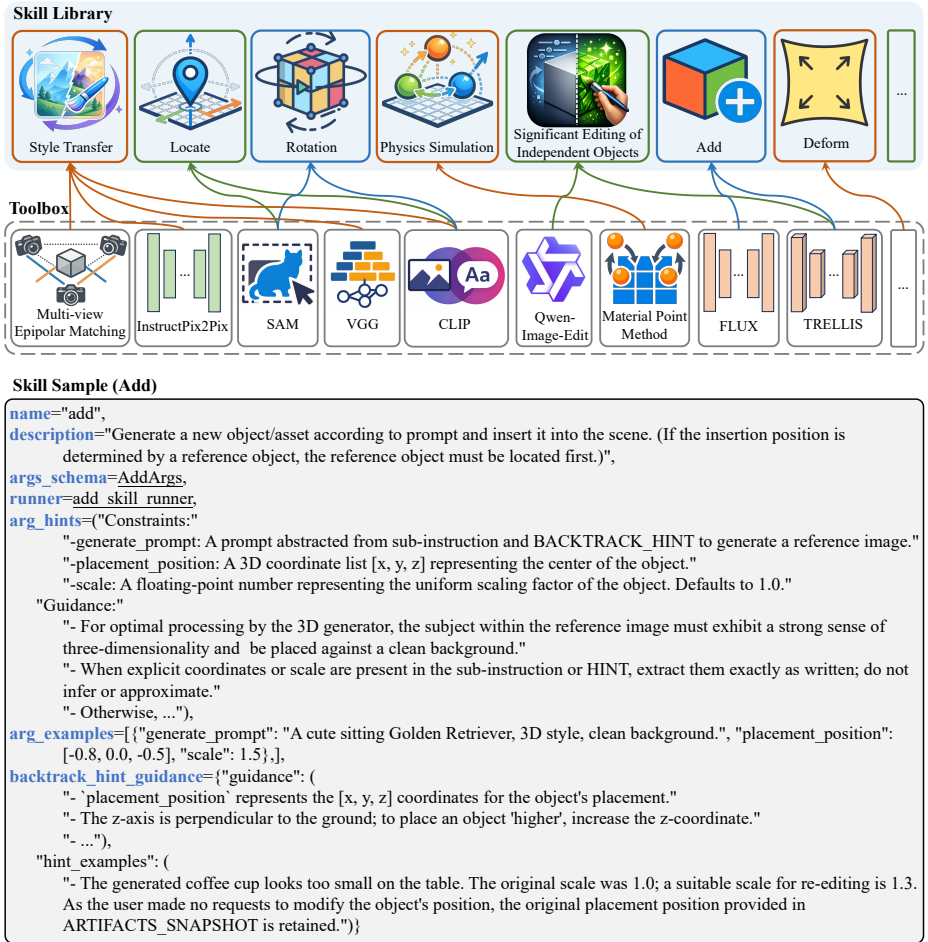 Skill Library
Style Transfer
Locate
Rotation
Physics Simulation
Significant Editing of
Independent Objects
Add
Deform
...
Toolbox
Multi-view
Epipolar Matching
...
InstructPix2Pix
SAM
VGG
Aa
CLIP
Qwen-
Image-Edit
Material Point
Method
...
FLUX
...
TRELLIS
...
Skill Sample (Add)
name="add",
description="Generate a new object/asset according to prompt and insert it into the scene. (If the insertion position is
determined by a reference object, the reference object must be located first.)",
args_schema=AddArgs,
runner=add_skill_runner,
arg_hints=("Constraints:"
"-generate_prompt: A prompt abstracted from sub-instruction and BACKTRACK_HINT to generate a reference image."
"-placement_position: A 3D coordinate list [x, y, z] representing the center of the object."
"-scale: A floating-point number representing the uniform scaling factor of the object. Defaults to 1.0."
"Guidance:"
"- For optimal processing by the 3D generator, the subject within the reference image must exhibit a strong sense of
three-dimensionality and be placed against a clean background."
"- When explicit coordinates or scale are present in the sub-instruction or HINT, extract them exactly as written; do not
infer or approximate."
"- Otherwise, ..."),
arg_examples=[{"generate_prompt": "A cute sitting Golden Retriever, 3D style, clean background.", "placement_position":
[-0.8, 0.0, -0.5], "scale": 1.5},],
backtrack_hint_guidance={"guidance": (
"- `placement_position` represents the [x, y, z] coordinates for the object's placement."
"- The z-axis is perpendicular to the ground; to place an object 'higher', increase the z-coordinate."
"- ..."),
"hint_examples": (
"- The generated coffee cup looks too small on the table. The original scale was 1.0; a suitable scale for re-editing is 1.3.
As the user made no requests to modify the object's position, the original placement position provided in
ARTIFACTS_SNAPSHOT is retained.")}